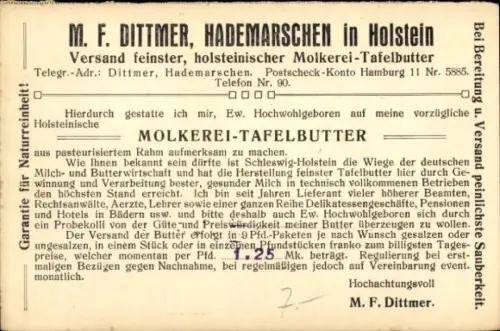 M. F. DITTMER, HADEMARSCHEN in Holstein
Versand feinster, holsteinischer Molkerei-Tafelbutter
Telegr.-Adr.: Dittmer, Hademarschen. Postscheck-Konto Hamburg 11 Nr. 5885.
Telefon Nr. 90.
Garantie für Naturreinheit!
Hierdurch gestatte ich mir, Ew. Hochwohlgeboren auf meine vorzügliche
Holsteinische
MOLKEREI-TAFELBUTTER
aus pasteurisiertem Rahm aufmerksam zu machen.
Wie Ihnen bekannt sein dürfte ist Schleswig-Holstein die Wiege der deutschen
Milch- und Butterwirtschaft und hat die Herstellung feinster Tafelbutter hier durch Ge-
winnung und Verarbeitung bester, gesunder Milch in technisch vollkommenen Betrieben
den höchsten Stand erreicht. Ich bin seit Jahren Lieferant vieler höherer Beamten,
Rechtsanwälte, Aerzte, Lehrer sowie einer ganzen Reihe Delikatessengeschäfte, Pensionen
und Hotels in Bädern usw. und bitte deshalb auch Ew. Hochwohlgeboren sich durch
ein Probekolli von der Güte und Preiswürdigkeit meiner Butter überzeugen zu wollen.
Der Versand der Butter erfolgt in 9 Pfd.-Paketen je nach Wunsch gesalzen oder
ungesalzen, in einem Stück oder in einzelnen Pfundstücken franko zum billigsten Tages-
preise, welcher momentan per Pfd. 1.25 Mk. beträgt. Regulierung bei erst-
maligen Bezügen gegen Nachnahme, bei regelmäßigen jedoch auf Vereinbarung event.
monatlich.
Hochachtungsvoll
M. F. Dittmer.
7.-
Bei Bereitung u. Versand peinlichste Sauberkeit.